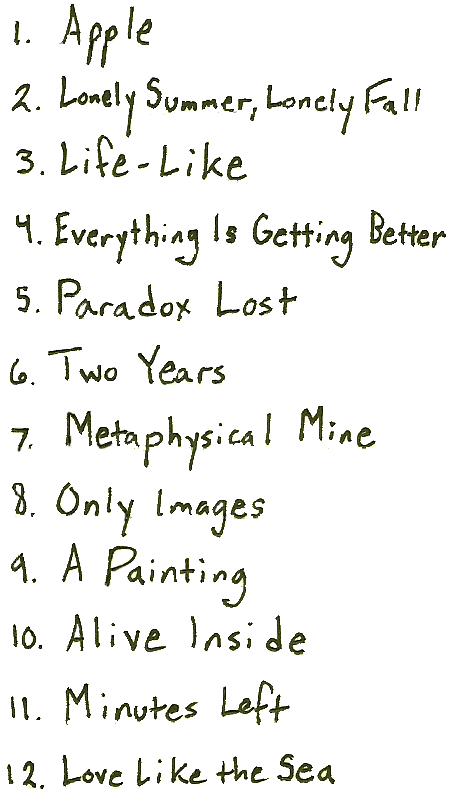 1. Apple
2. Lonely Summer, Lonely Fall
3. Life-Like
4. Everything Is Getting Better
5. Paradox Lost
6. Two Years
7. Metaphysical Mine
8. Only Images
9. A Painting
10. Alive Inside
11. Minutes Left
12. Love Like the Sea